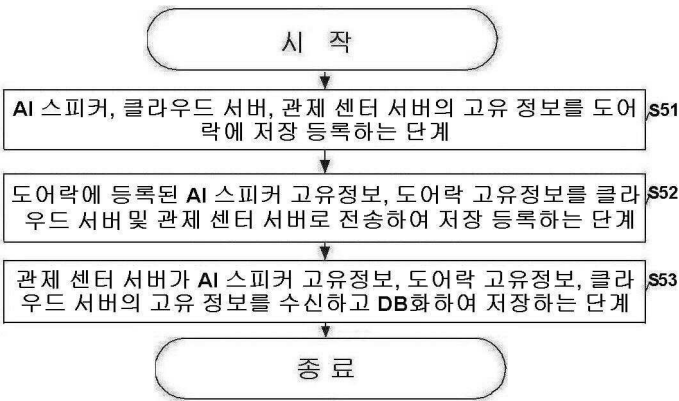 시 작
AI 스피커, 클라우드 서버, 관제 센터 서버의 고유 정보를 도어
락에 저장 등록하는 단계
S51
도어락에 등록된 AI 스피커 고유정보, 도어락 고유정보를 클라
우드 서버 및 관제 센터 서버로 전송하여 저장 등록하는 단계
S52
관제 센터 서버가 AI 스피커 고유정보, 도어락 고유정보, 클라
우드 서버의 고유 정보를 수신하고 DB화하여 저장하는 단계
S53
종 료